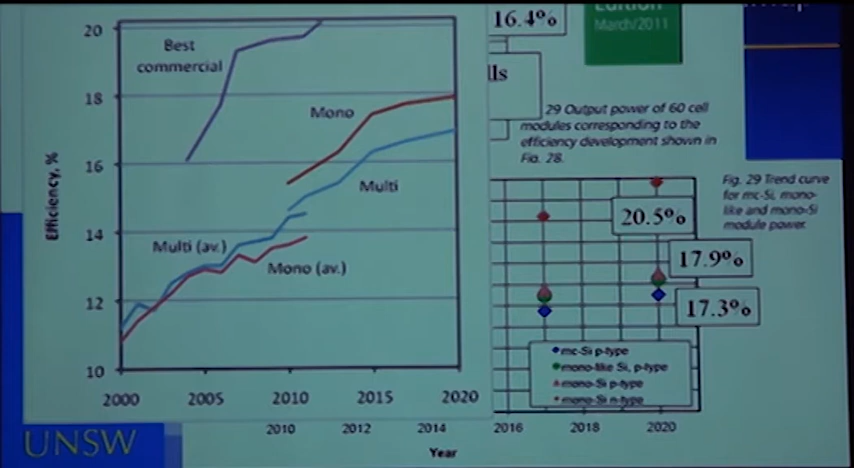 20
18
16
14
12
10
Efficiency, %
Best
commercial
Mono
Multi
Multi (av.)
Mono (av.)
2000
2005
2010
2015
2020
16.4%
lls
March/2011
29 Output power of 60 cell
modules corresponding to the
efficiency development shown in
Fig. 28.
Fig. 29 Trend curve
for mc-Si, mono-
like and mono-Si
module power.
20.5%
17.9%
17.3%
mc-Si p-type
mono-like Si, p-type
mono-Si p-type
mono-Si n-type
2010
2012
2014
2016
2018
2020
Year
UNSW